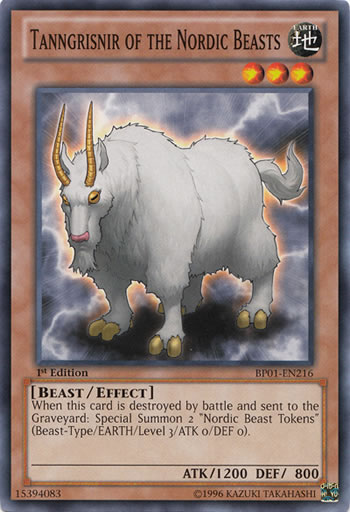 TANNGRISNIR OF THE NORDIC BEASTS
EARTH
地
1st Edition
BP01-EN216
[BEAST/EFFECT]
When this card is destroyed by battle and sent to the
Graveyard: Special Summon 2 "Nordic Beast Tokens"
(Beast-Type/EARTH/Level 3/ATK 0/DEF 0).
ATK/1200 DEF/ 800
15394083
©1996 KAZUKI TAKAHASHI